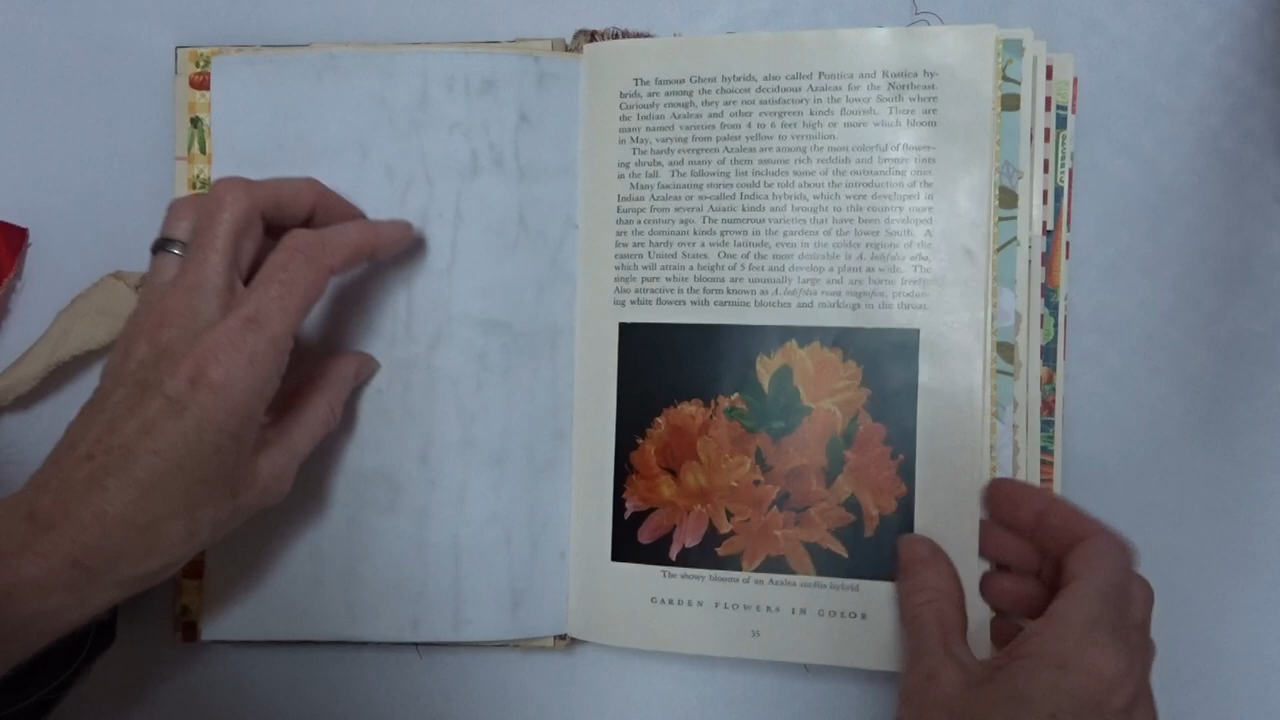 The famous Ghent hybrids, also called Pontica and Rustica hy-
brids, are among the choicest deciduous Azaleas for the Northeast.
Curiously enough, they are not satisfactory in the lower South where
the Indian Azaleas and other evergreen kinds flourish. There are
many named varieties from 4 to 6 feet high or more which bloom
in May, varying from palest yellow to vermilion.
The hardy evergreen Azaleas are among the most colorful of flower-
ing shrubs, and many of them assume rich reddish and bronze tints
in the fall. The following list includes some of the outstanding ones.
Many fascinating stories could be told about the introduction of the
Indian Azaleas or so-called Indica hybrids, which were developed in
Europe from several Asiatic kinds and brought to this country more
than a century ago. The numerous varieties that have been developed
are the dominant kinds grown in the gardens of the lower South. A
few are hardy over a wide latitude, even in the colder regions of the
eastern United States. One of the most desirable is A. ledifolia alba,
which will attain a height of 5 feet and develop a plant as wide. The
single pure white blooms are unusually large and are borne freely.
Also attractive is the form known as A. ledifolia rosea magnifica, produc-
ing white flowers with carmine blotches and markings in the throat.
The showy blooms of an Azalea mollis hybrid
GARDEN FLOWERS IN COLOR
35